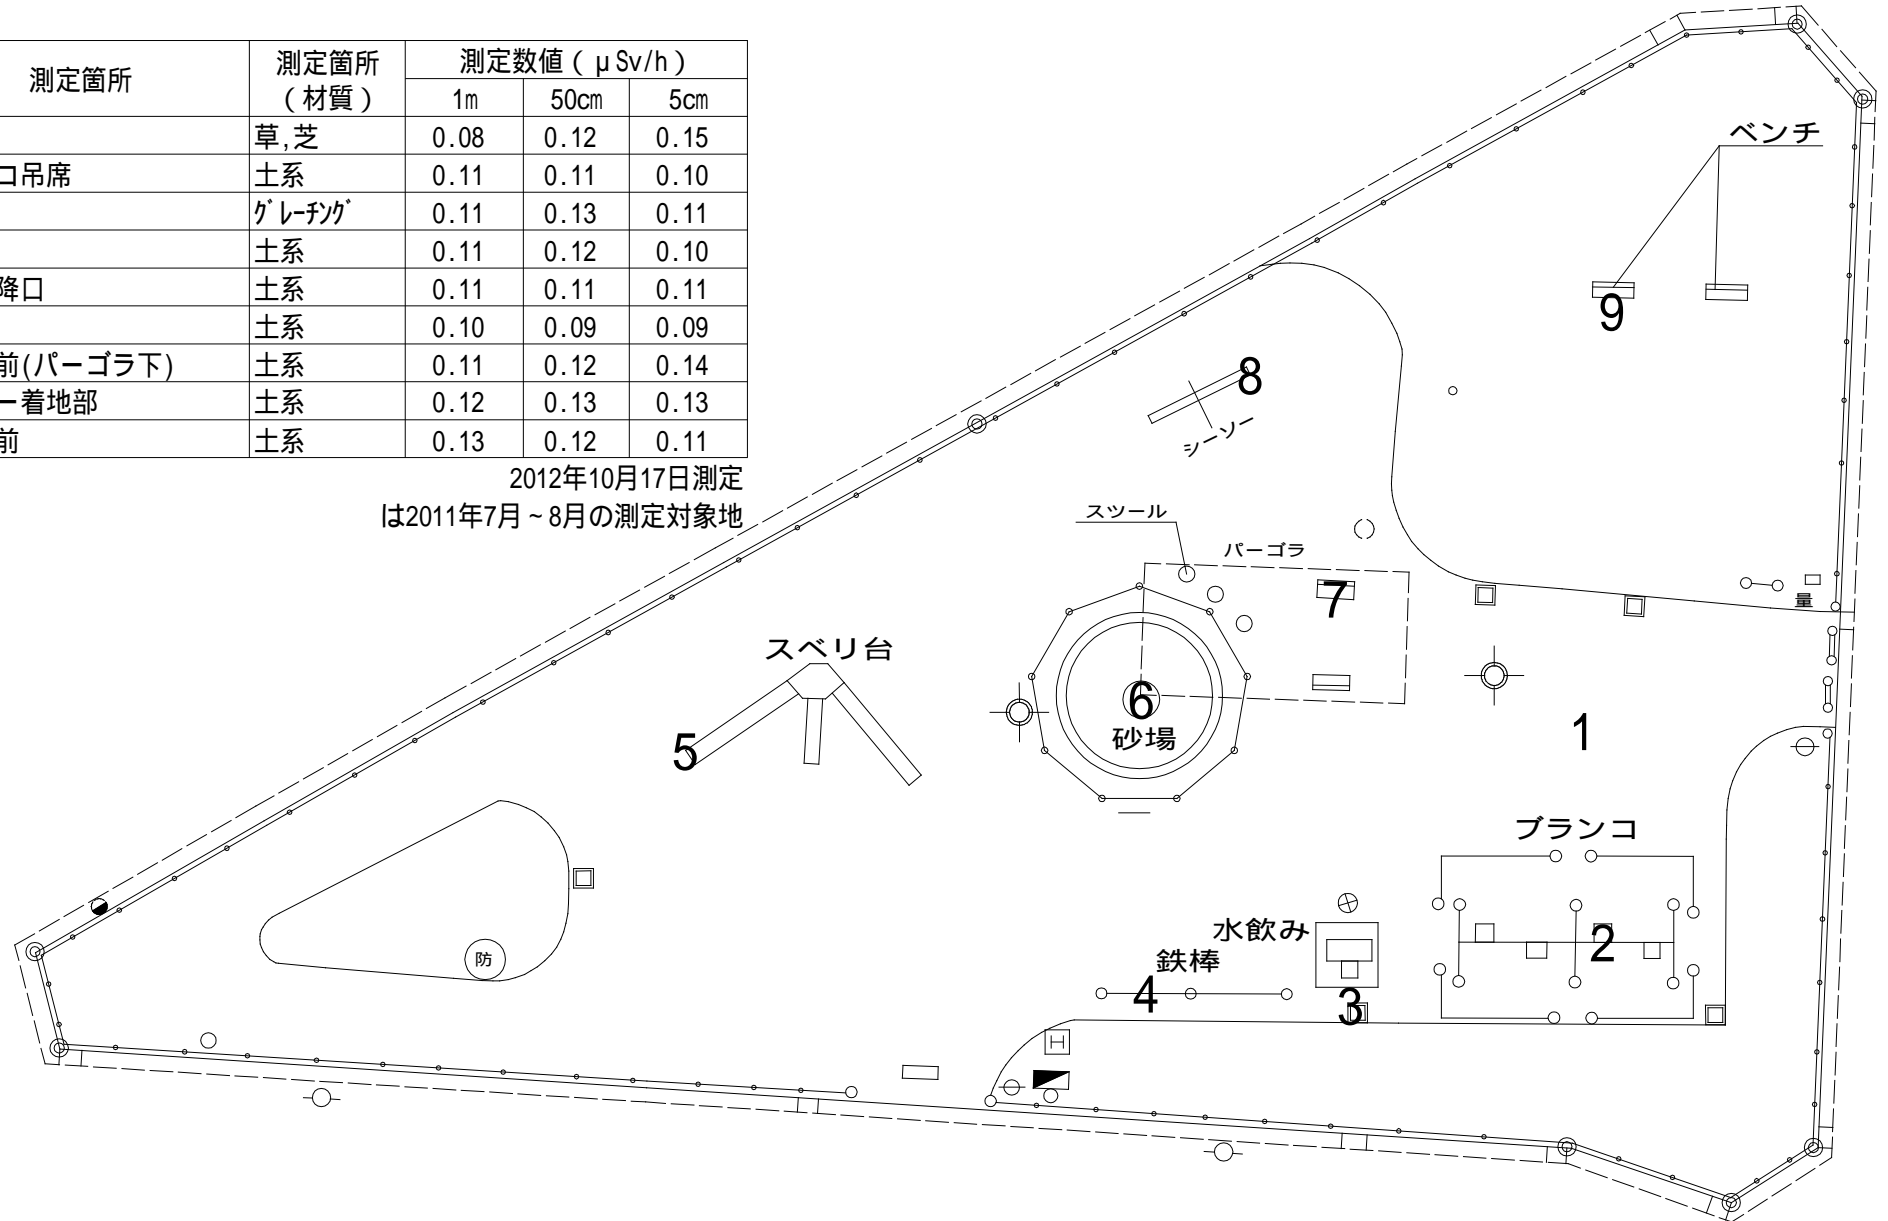 測定箇所 測定箇所(材質) 測定数値(μSv/h)
1m 50cm 5cm
草,芝 0.08 0.12 0.15
コ吊席 土系 0.11 0.11 0.10
グレーチング 0.11 0.13 0.11
土系 0.11 0.12 0.10
降口 土系 0.11 0.11 0.11
土系 0.10 0.09 0.09
前(パーゴラ下) 土系 0.11 0.12 0.14
ー着地部 土系 0.12 0.13 0.13
前 土系 0.13 0.12 0.11
2012年10月17日測定
は2011年7月~8月の測定対象地
ベンチ
9
8
シーソー
スツール
パーゴラ
7
量
スベリ台
5
6
砂場
1
ブランコ
2
水飲み
鉄棒
4
3
防
H